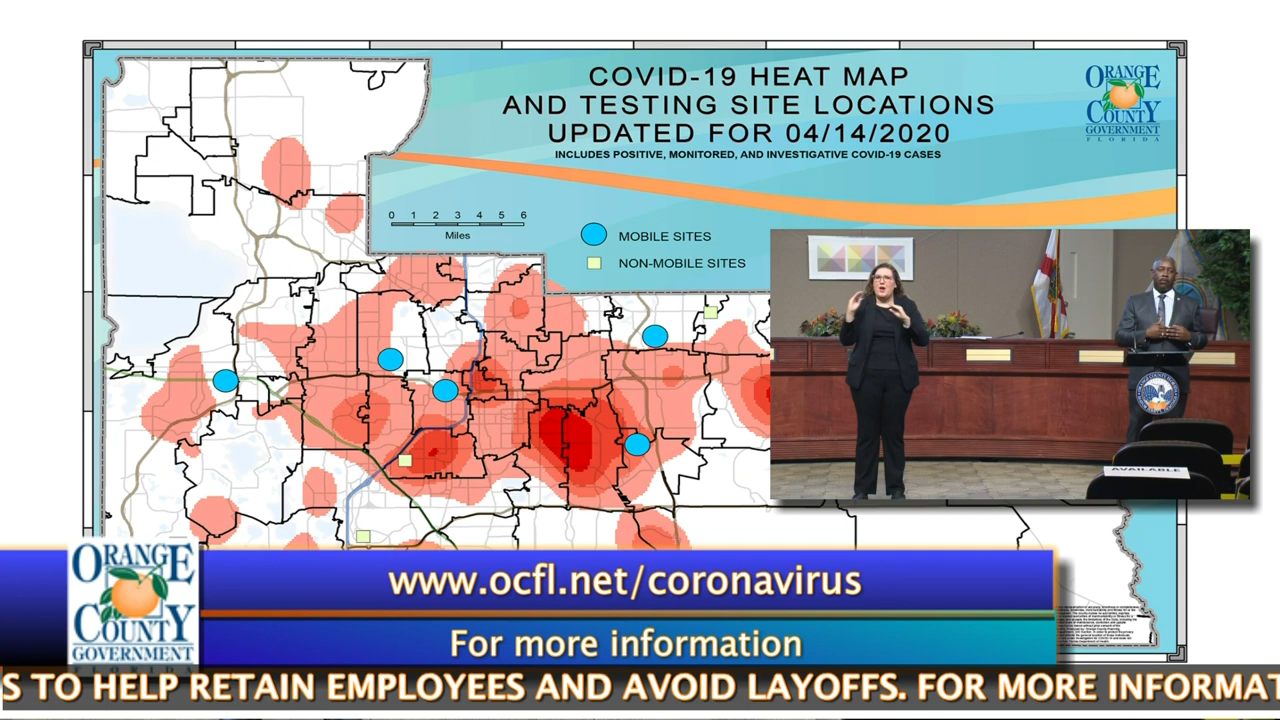 COVID-19 HEAT MAP
AND TESTING SITE LOCATIONS
UPDATED FOR 04/14/2020
INCLUDES POSITIVE, MONITORED, AND INVESTIGATIVE COVID-19 CASES
ORANGE
COUNTY
GOVERNMENT
FLORIDA
0 1 2 3 4 5 6
Miles
MOBILE SITES
NON-MOBILE SITES
AVAILABLE
ORANGE
COUNTY
GOVERNMENT
FLORIDA
www.ocfl.net/coronavirus
For more information
S TO HELP RETAIN EMPLOYEES AND AVOID LAYOFFS. FOR MORE INFORMAT